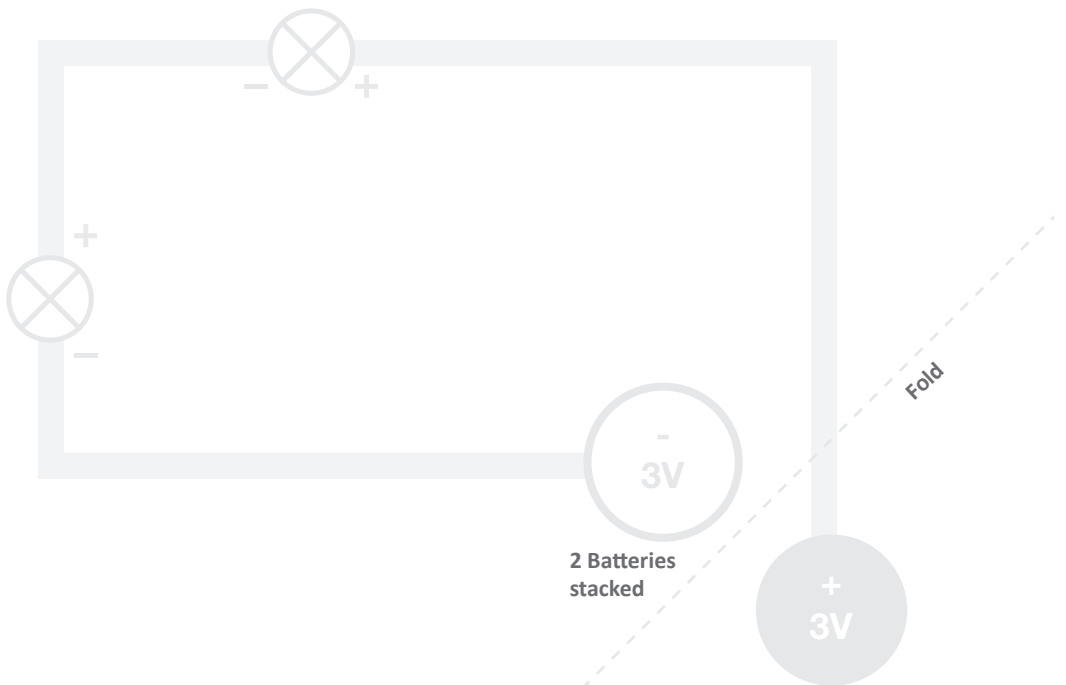 − +
+
−
Fold
-
3V
2 Batteries
stacked
+
3V